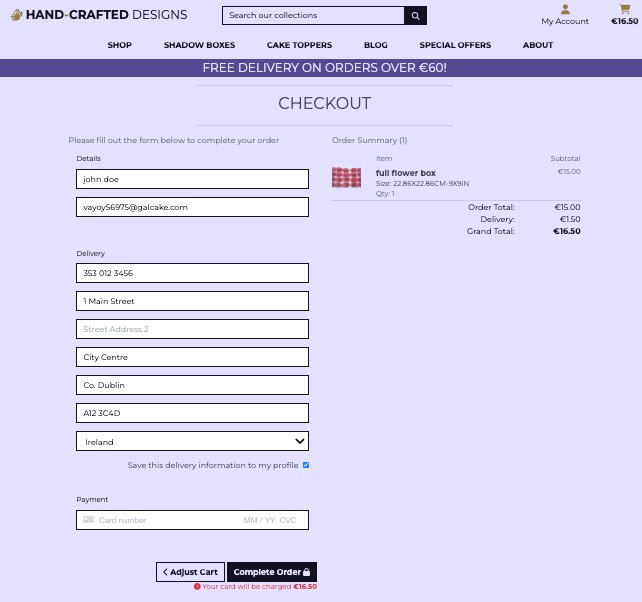 HAND-CRAFTED DESIGNS
Search our collections
My Account
€16.50
SHOP
SHADOW BOXES
CAKE TOPPERS
BLOG
SPECIAL OFFERS
ABOUT
FREE DELIVERY ON ORDERS OVER €60!
CHECKOUT
Please fill out the form below to complete your order
Details
john doe
vayoy56975@galcake.com
Delivery
353 012 3456
1 Main Street
Street Address 2
City Centre
Co. Dublin
A12 3C4D
Ireland
Save this delivery information to my profile
Payment
Card number MM / YY CVC
Adjust Cart
Complete Order
Your card will be charged €16.50
Order Summary (1)
Item Subtotal
full flower box €15.00
Size: 22.86X22.86CM-9X9IN
Qty: 1
Order Total: €15.00
Delivery: €1.50
Grand Total: €16.50